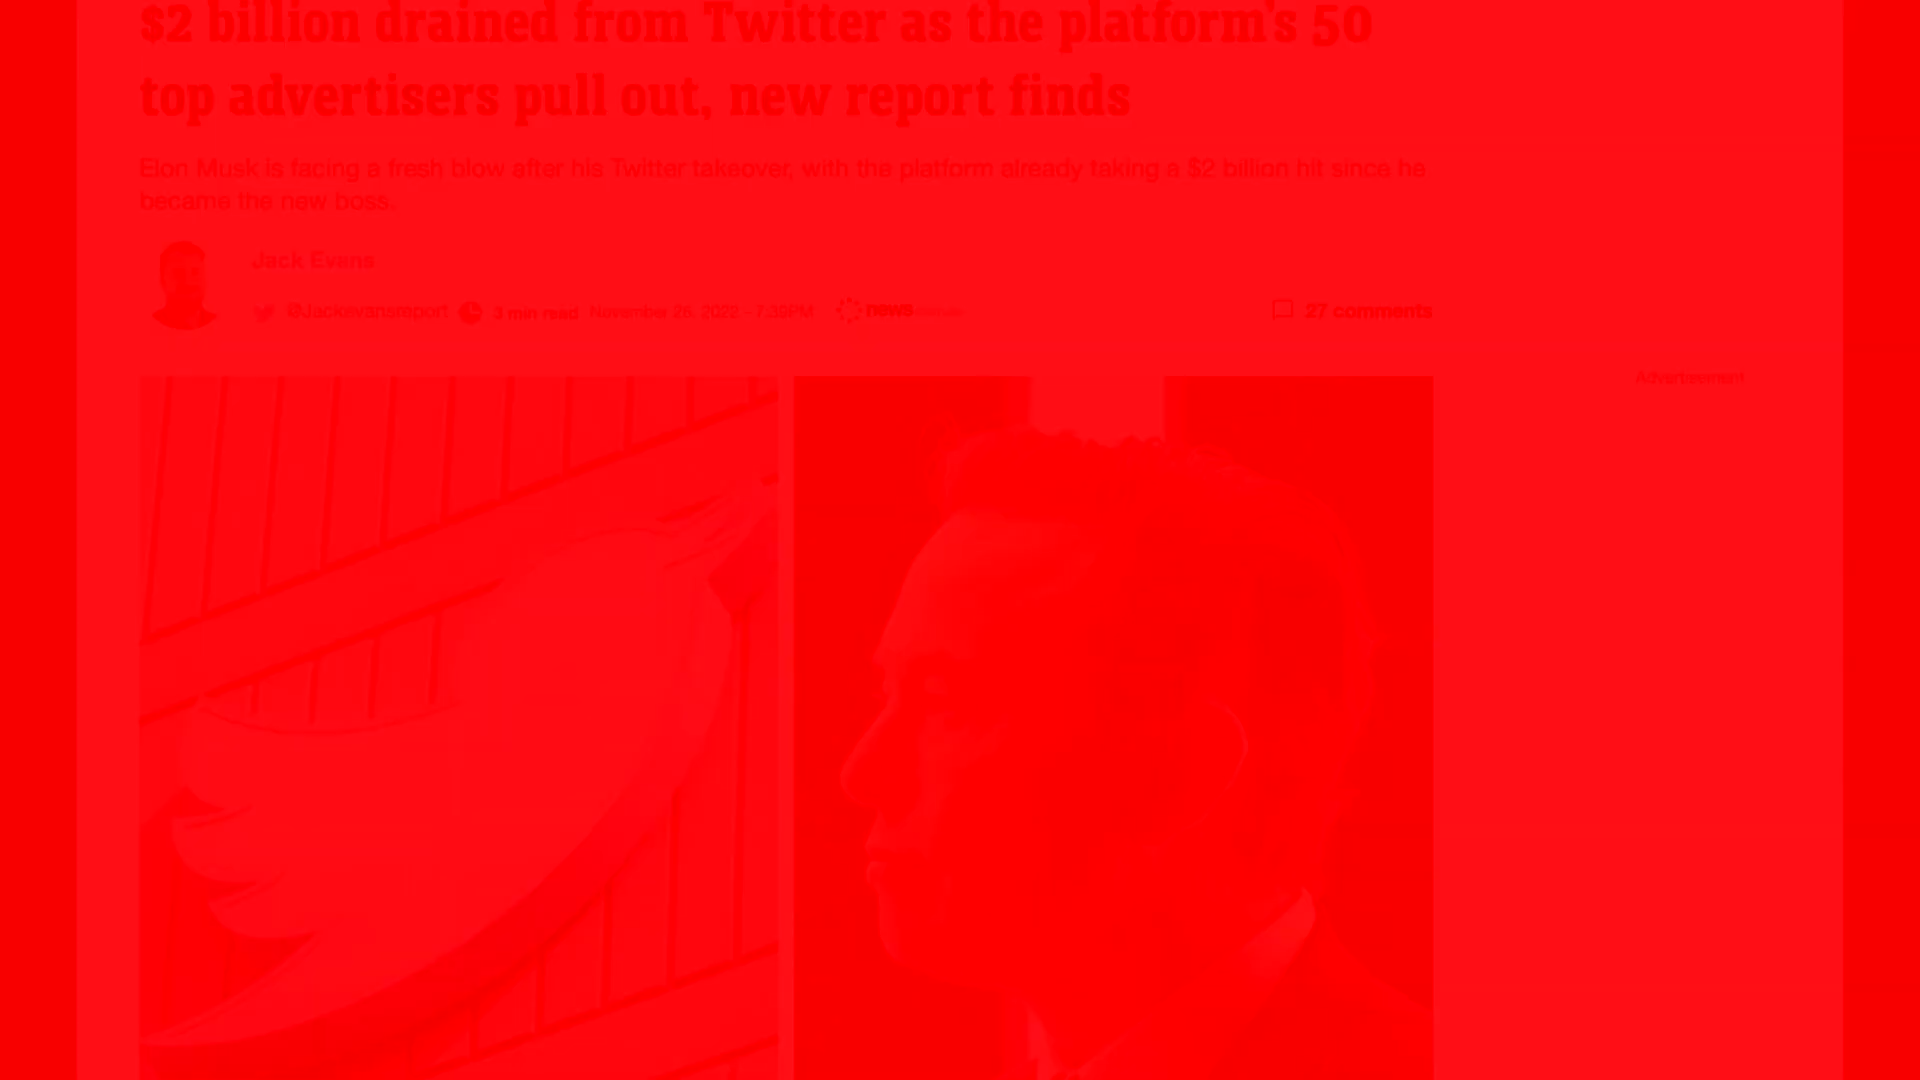 $2 billion drained from Twitter as the platform's 50
top advertisers pull out, new report finds
Elon Musk is facing a fresh blow after his Twitter takeover, with the platform already taking a $2 billion hit since he
became the new boss.
Jack Evans
@Jackevansreport 3 min read November 26, 2022 - 7:39PM news 27 comments
Advertisement